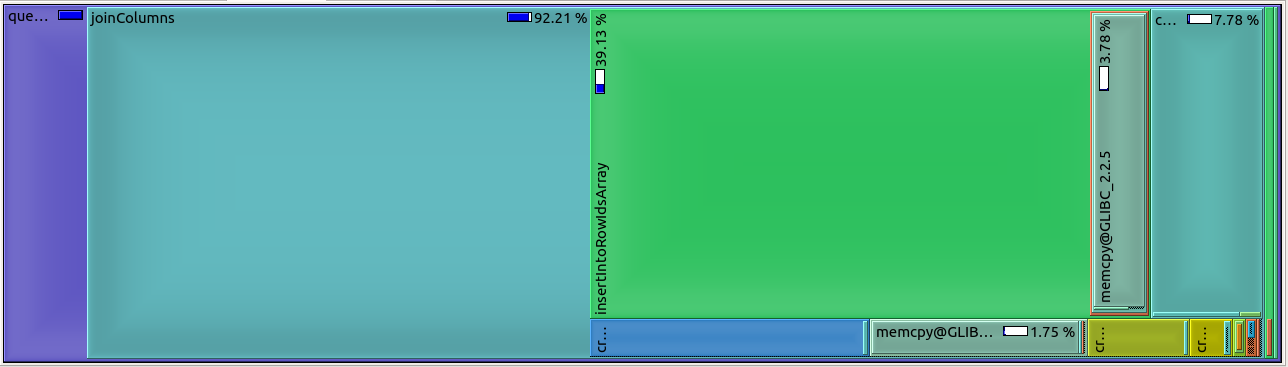 que...
joinColumns 92.21 %
insertIntoRowIdsArray 39.13 %
memcpy@GLIBC_2.2.5 3.78 %
c... 7.78 %
cr...
memcpy@GLIB... 1.75 %
cr...
cr...